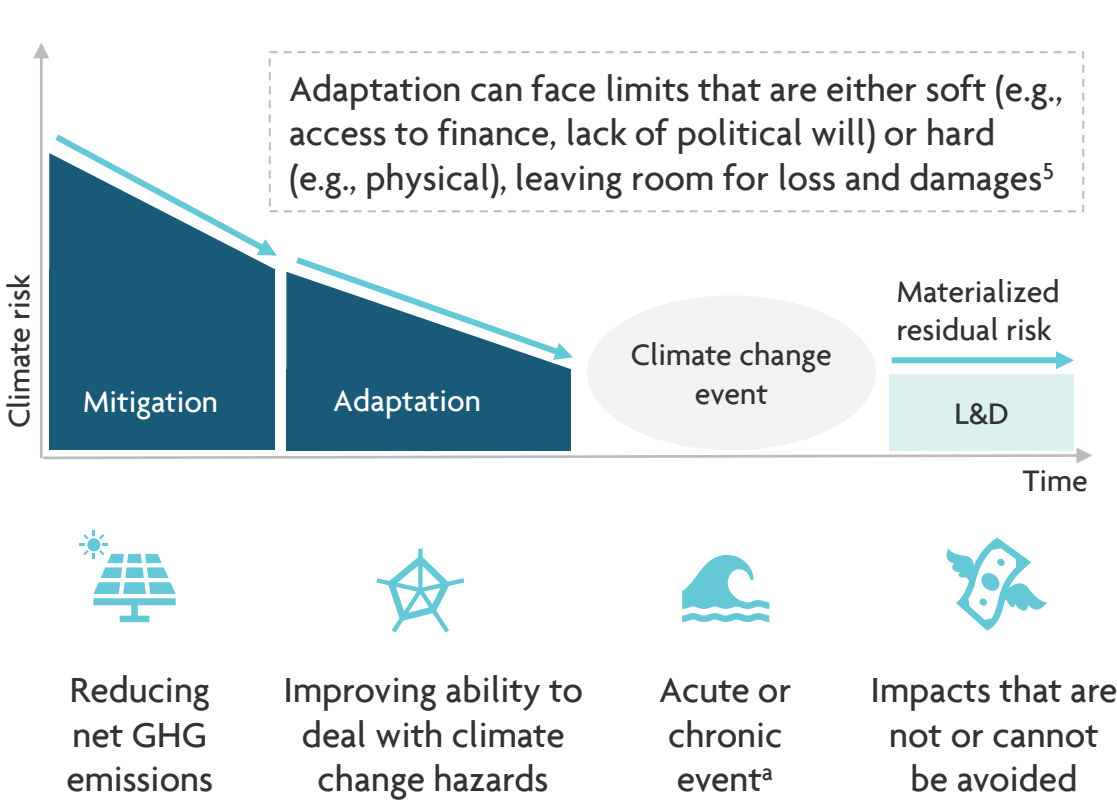 Adaptation can face limits that are either soft (e.g.,
access to finance, lack of political will) or hard
(e.g., physical), leaving room for loss and damages⁵
Climate risk
Mitigation
Adaptation
Climate change
event
Materialized
residual risk
L&D
Time
Reducing
net GHG
emissions
Improving ability to
deal with climate
change hazards
Acute or
chronic
eventᵃ
Impacts that are
not or cannot
be avoided